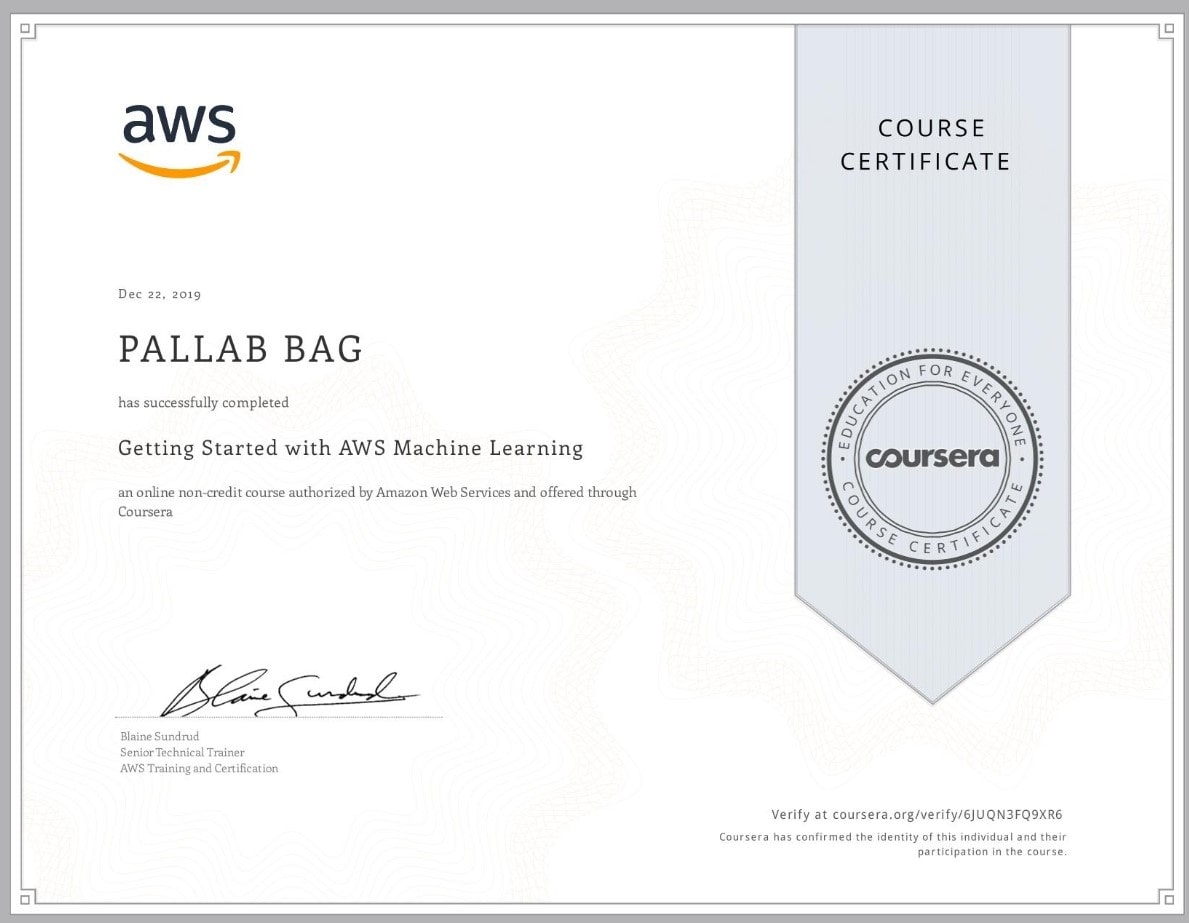 aws
COURSE
CERTIFICATE
Dec 22, 2019
PALLAB BAG
has successfully completed
Getting Started with AWS Machine Learning
an online non-credit course authorized by Amazon Web Services and offered through
Coursera
EDUCATION FOR EVERYONE
coursera
COURSE CERTIFICATE
Blaine Sundrud
Blaine Sundrud
Senior Technical Trainer
AWS Training and Certification
Verify at coursera.org/verify/6JUQN3FQ9XR6
Coursera has confirmed the identity of this individual and their
participation in the course.